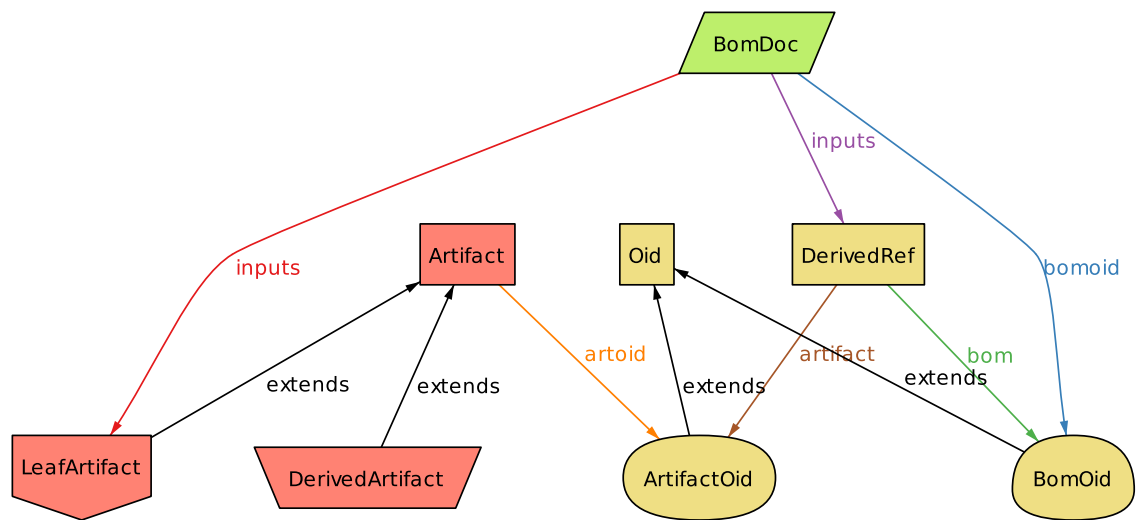 BomDoc
inputs
Artifact
Oid
DerivedRef
inputs
bomoid
artoid
artifact
bom
extends
extends
extends
extends
LeafArtifact
DerivedArtifact
ArtifactOid
BomOid